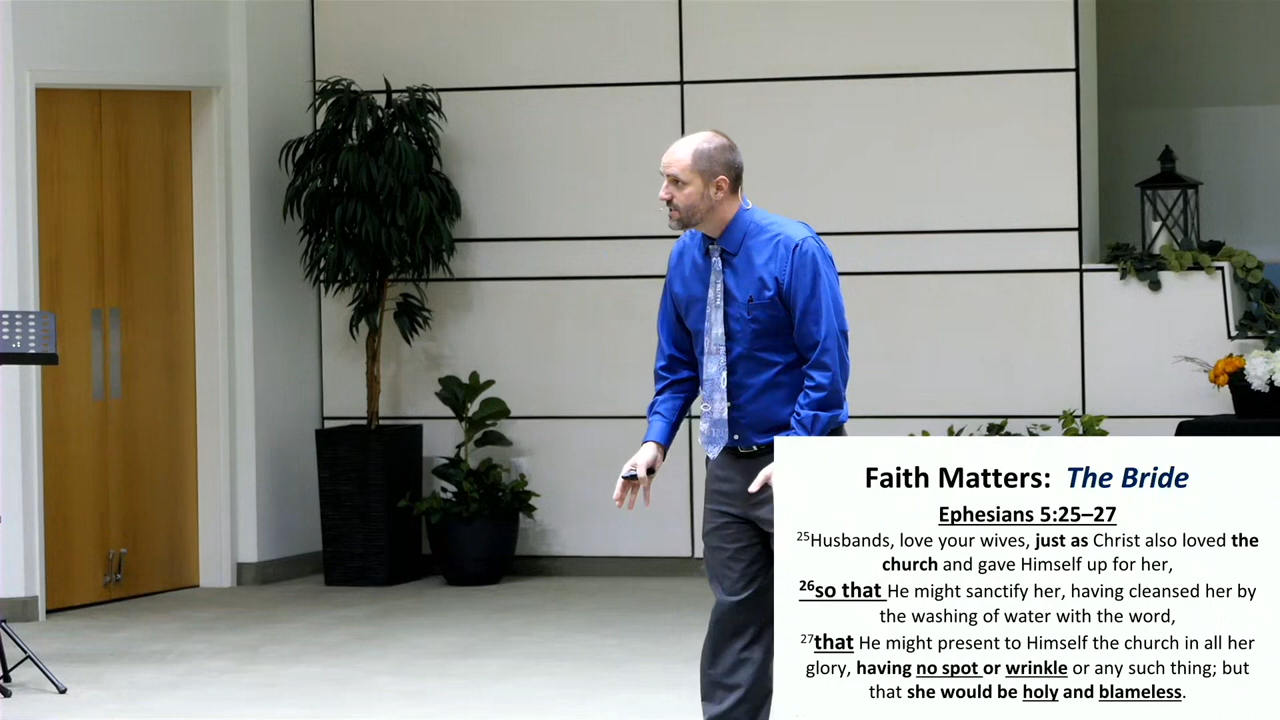 Faith Matters: The Bride
Ephesians 5:25–27
25Husbands, love your wives, just as Christ also loved the
church and gave Himself up for her,
26so that He might sanctify her, having cleansed her by
the washing of water with the word,
27that He might present to Himself the church in all her
glory, having no spot or wrinkle or any such thing; but
that she would be holy and blameless.